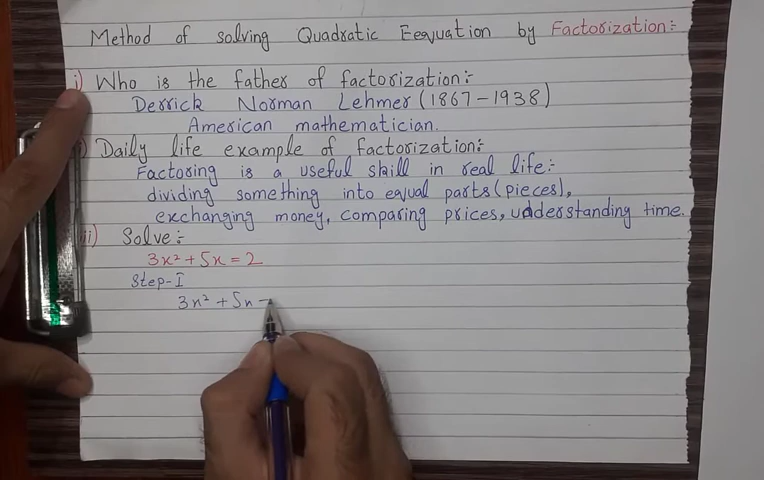 Method of solving Quadratic Eequation by Factorization:-
i) Who is the father of factorization:-
Derrick Norman Lehmer (1867-1938)
American mathematician.
) Daily life example of factorization:-
Factoring is a useful skill in real life:-
dividing something into equal parts (pieces),
exchanging money, comparing prices, understanding time.
iii) Solve:-
3x² + 5x = 2
Step-I
3x² + 5x -